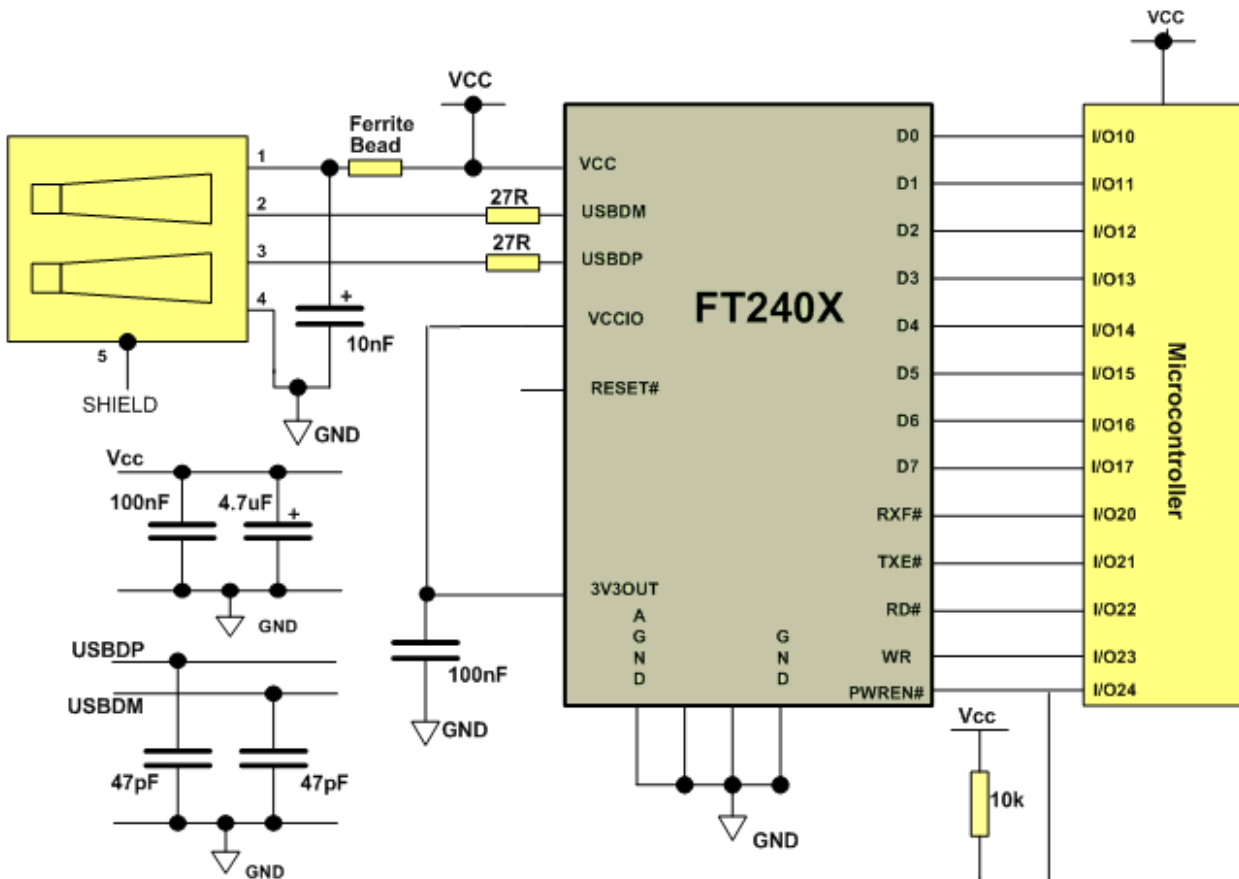 VCC
VCC
Ferrite
Bead
1
2
3
4
5
SHIELD
27R
27R
+
10nF
GND
VCC
USBDM
USBDP
VCCIO
RESET#
3V3OUT
FT240X
AGND
GND
D0
D1
D2
D3
D4
D5
D6
D7
RXF#
TXE#
RD#
WR
PWREN#
I/O10
I/O11
I/O12
I/O13
I/O14
I/O15
I/O16
I/O17
I/O20
I/O21
I/O22
I/O23
I/O24
Microcontroller
Vcc
100nF
4.7uF
+
GND
USBDP
USBDM
47pF
47pF
GND
100nF
GND
GND
Vcc
10k